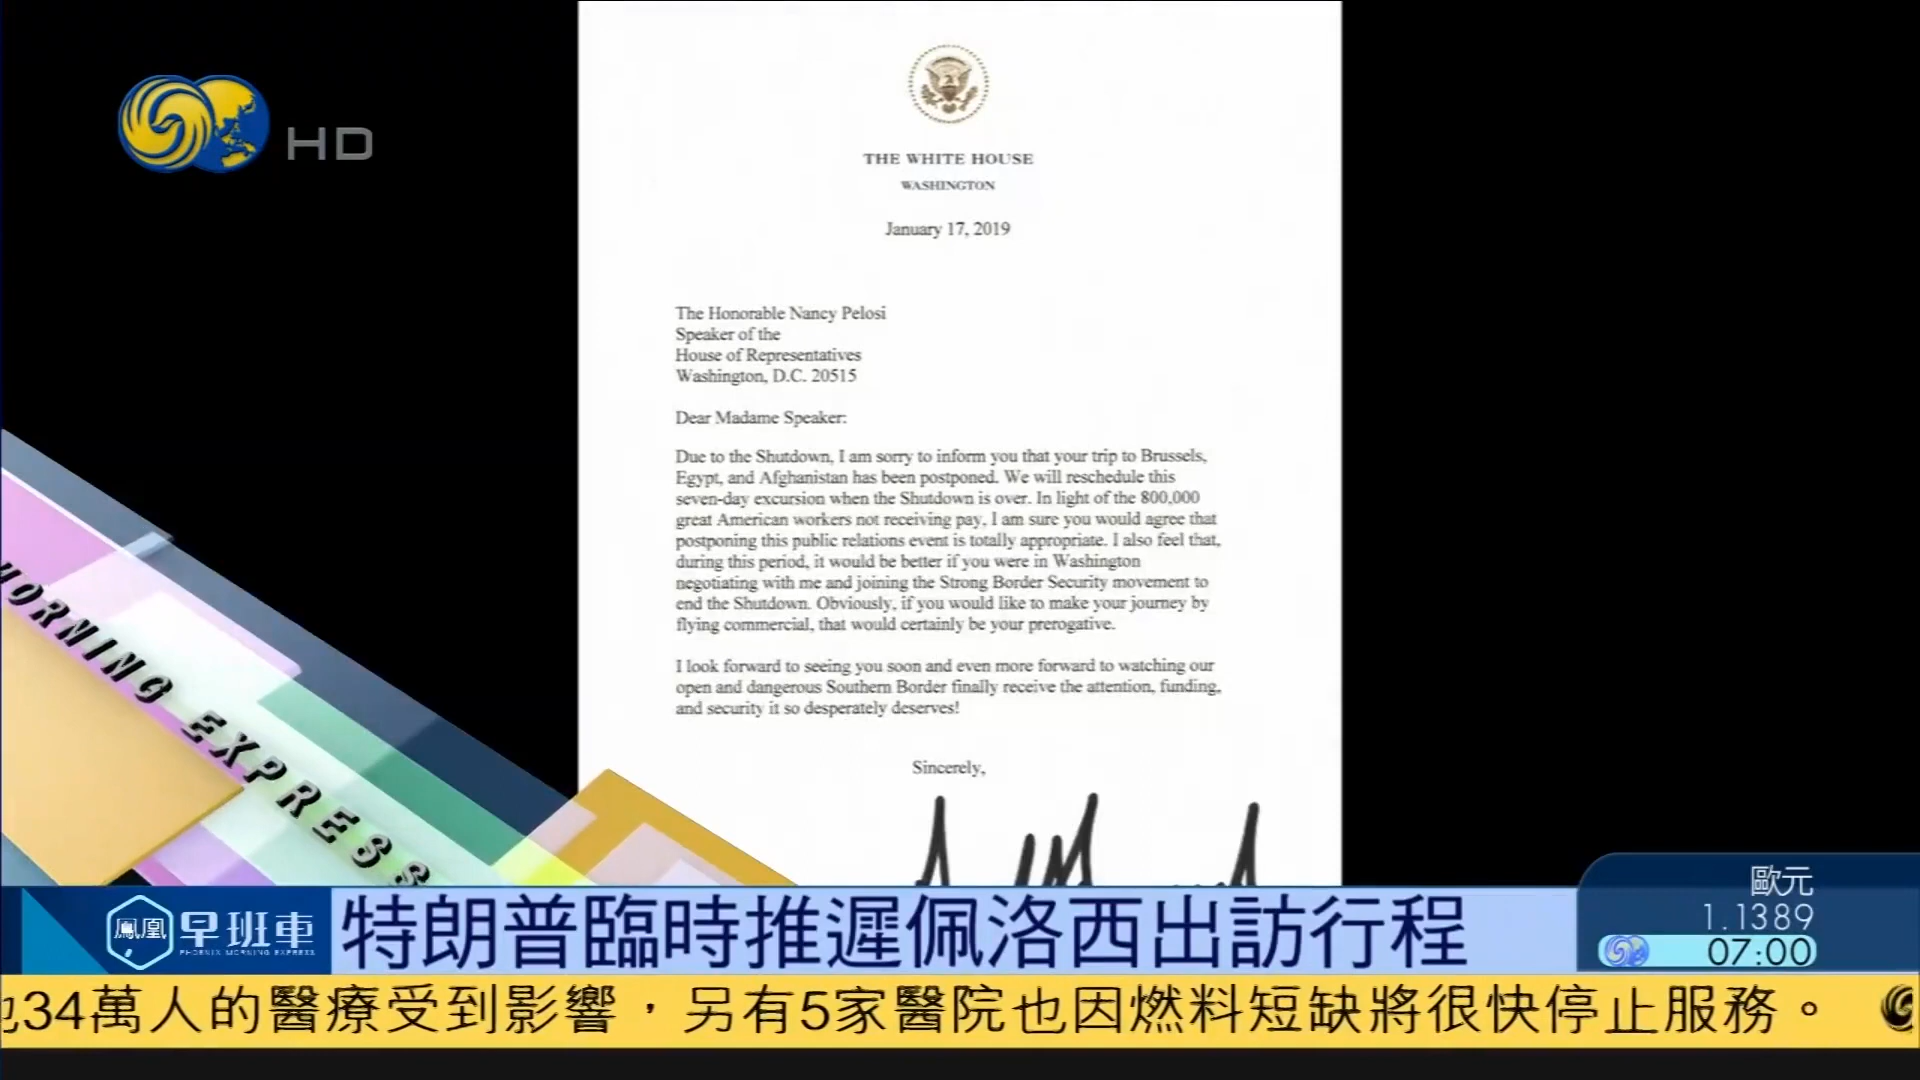 HD
THE WHITE HOUSE
WASHINGTON
January 17, 2019
The Honorable Nancy Pelosi
Speaker of the
House of Representatives
Washington, D.C. 20515
Dear Madame Speaker:
Due to the Shutdown, I am sorry to inform you that your trip to Brussels,
Egypt, and Afghanistan has been postponed. We will reschedule this
seven-day excursion when the Shutdown is over. In light of the 800,000
great American workers not receiving pay, I am sure you would agree that
postponing this public relations event is totally appropriate. I also feel that,
during this period, it would be better if you were in Washington
negotiating with me and joining the Strong Border Security movement to
end the Shutdown. Obviously, if you would like to make your journey by
flying commercial, that would certainly be your prerogative.
I look forward to seeing you soon and even more forward to watching our
open and dangerous Southern Border finally receive the attention, funding,
and security it so desperately deserves!
Sincerely,
MORNING EXPRESS
鳳凰 早班車
PHOENIX MORNING EXPRESS
特朗普臨時推遲佩洛西出訪行程
歐元
1.1389
07:00
34萬人的醫療受到影響，另有5家醫院也因燃料短缺將很快停止服務。